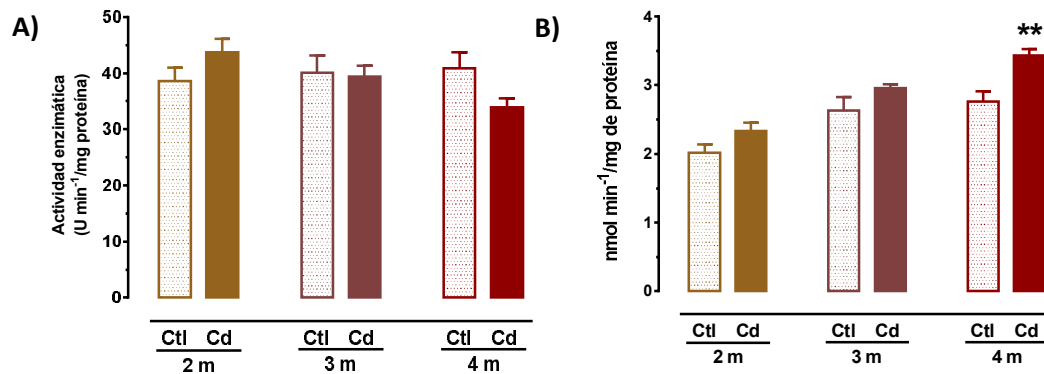 A)
Actividad enzimática
(U min⁻¹/mg proteína)
50
40
30
20
10
0
Ctl Cd Ctl Cd Ctl Cd
2 m 3 m 4 m
B)
nmol min⁻¹/mg de proteína
4
3
2
1
0
**
Ctl Cd Ctl Cd Ctl Cd
2 m 3 m 4 m